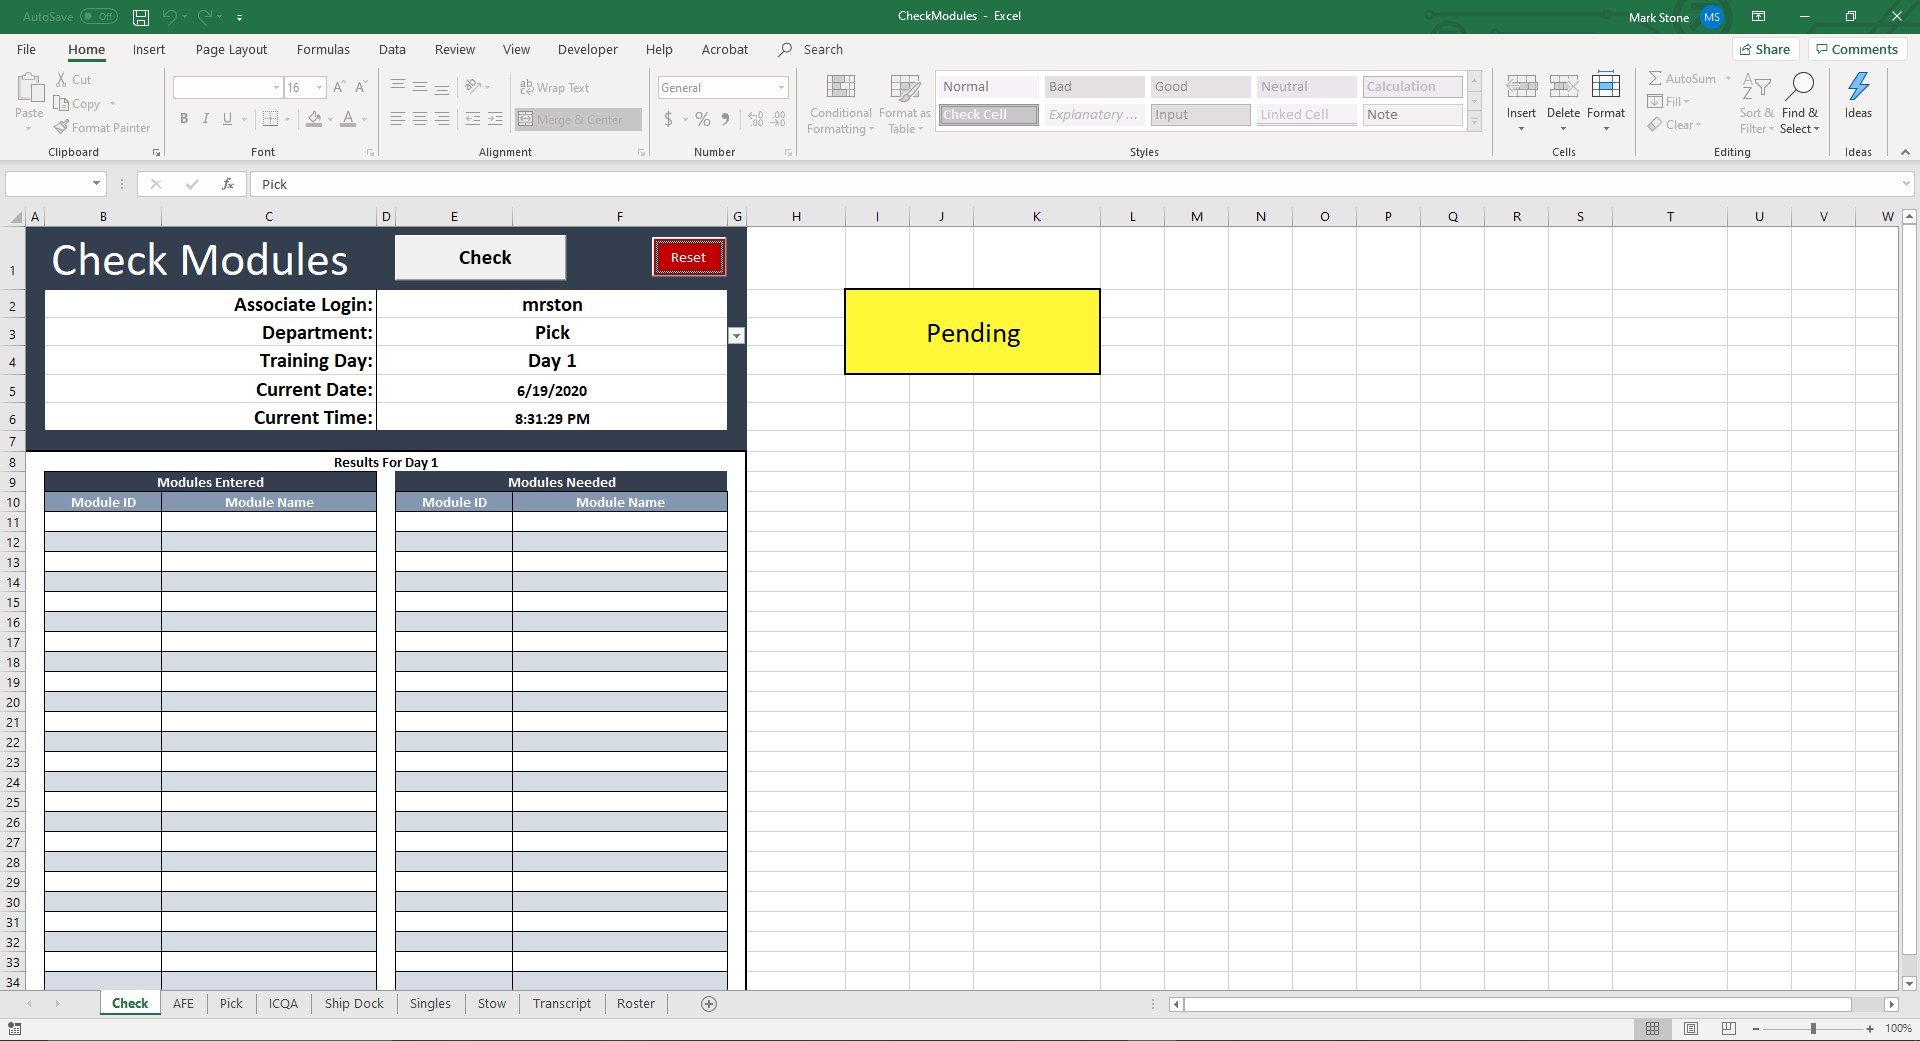 AutoSave Off
CheckModules - Excel
Mark Stone MS
File Home Insert Page Layout Formulas Data Review View Developer Help Acrobat Search
Share Comments
Paste
Cut
Copy
Format Painter
Clipboard
16
B I U
A
Font
Wrap Text
Merge & Center
Alignment
General
$ % 9
Number
Conditional Formatting
Format as Table
Normal Bad Good Neutral Calculation
Check Cell Explanatory ... Input Linked Cell Note
Styles
Insert Delete Format
Cells
AutoSum
Fill
Clear
Sort & Filter
Find & Select
Editing
Ideas
Ideas
fx Pick
A B C D E F G H I J K L M N O P Q R S T U V W
1 Check Modules Check Reset
2 Associate Login: mrston
3 Department: Pick
Pending
4 Training Day: Day 1
5 Current Date: 6/19/2020
6 Current Time: 8:31:29 PM
7
8 Results For Day 1
9 Modules Entered Modules Needed
10 Module ID Module Name Module ID Module Name
11
12
13
14
15
16
17
18
19
20
21
22
23
24
25
26
27
28
29
30
31
32
33
34
Check AFE Pick ICQA Ship Dock Singles Stow Transcript Roster
100%